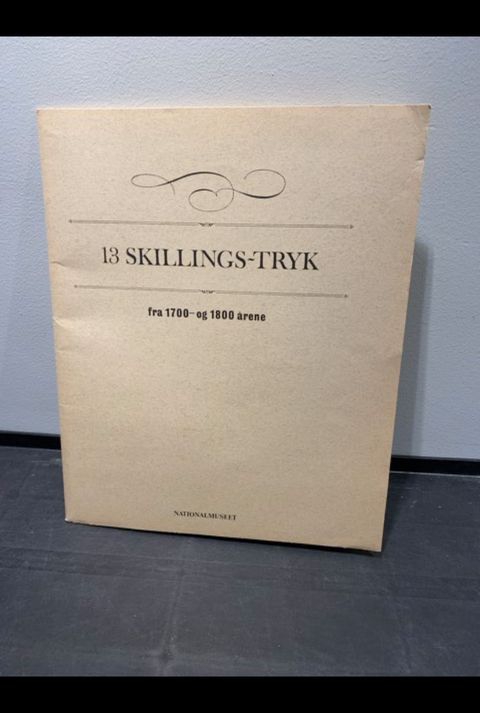 13 SKILLINGS-TRYK
fra 1700- og 1800 årene
NATIONALMUSEET